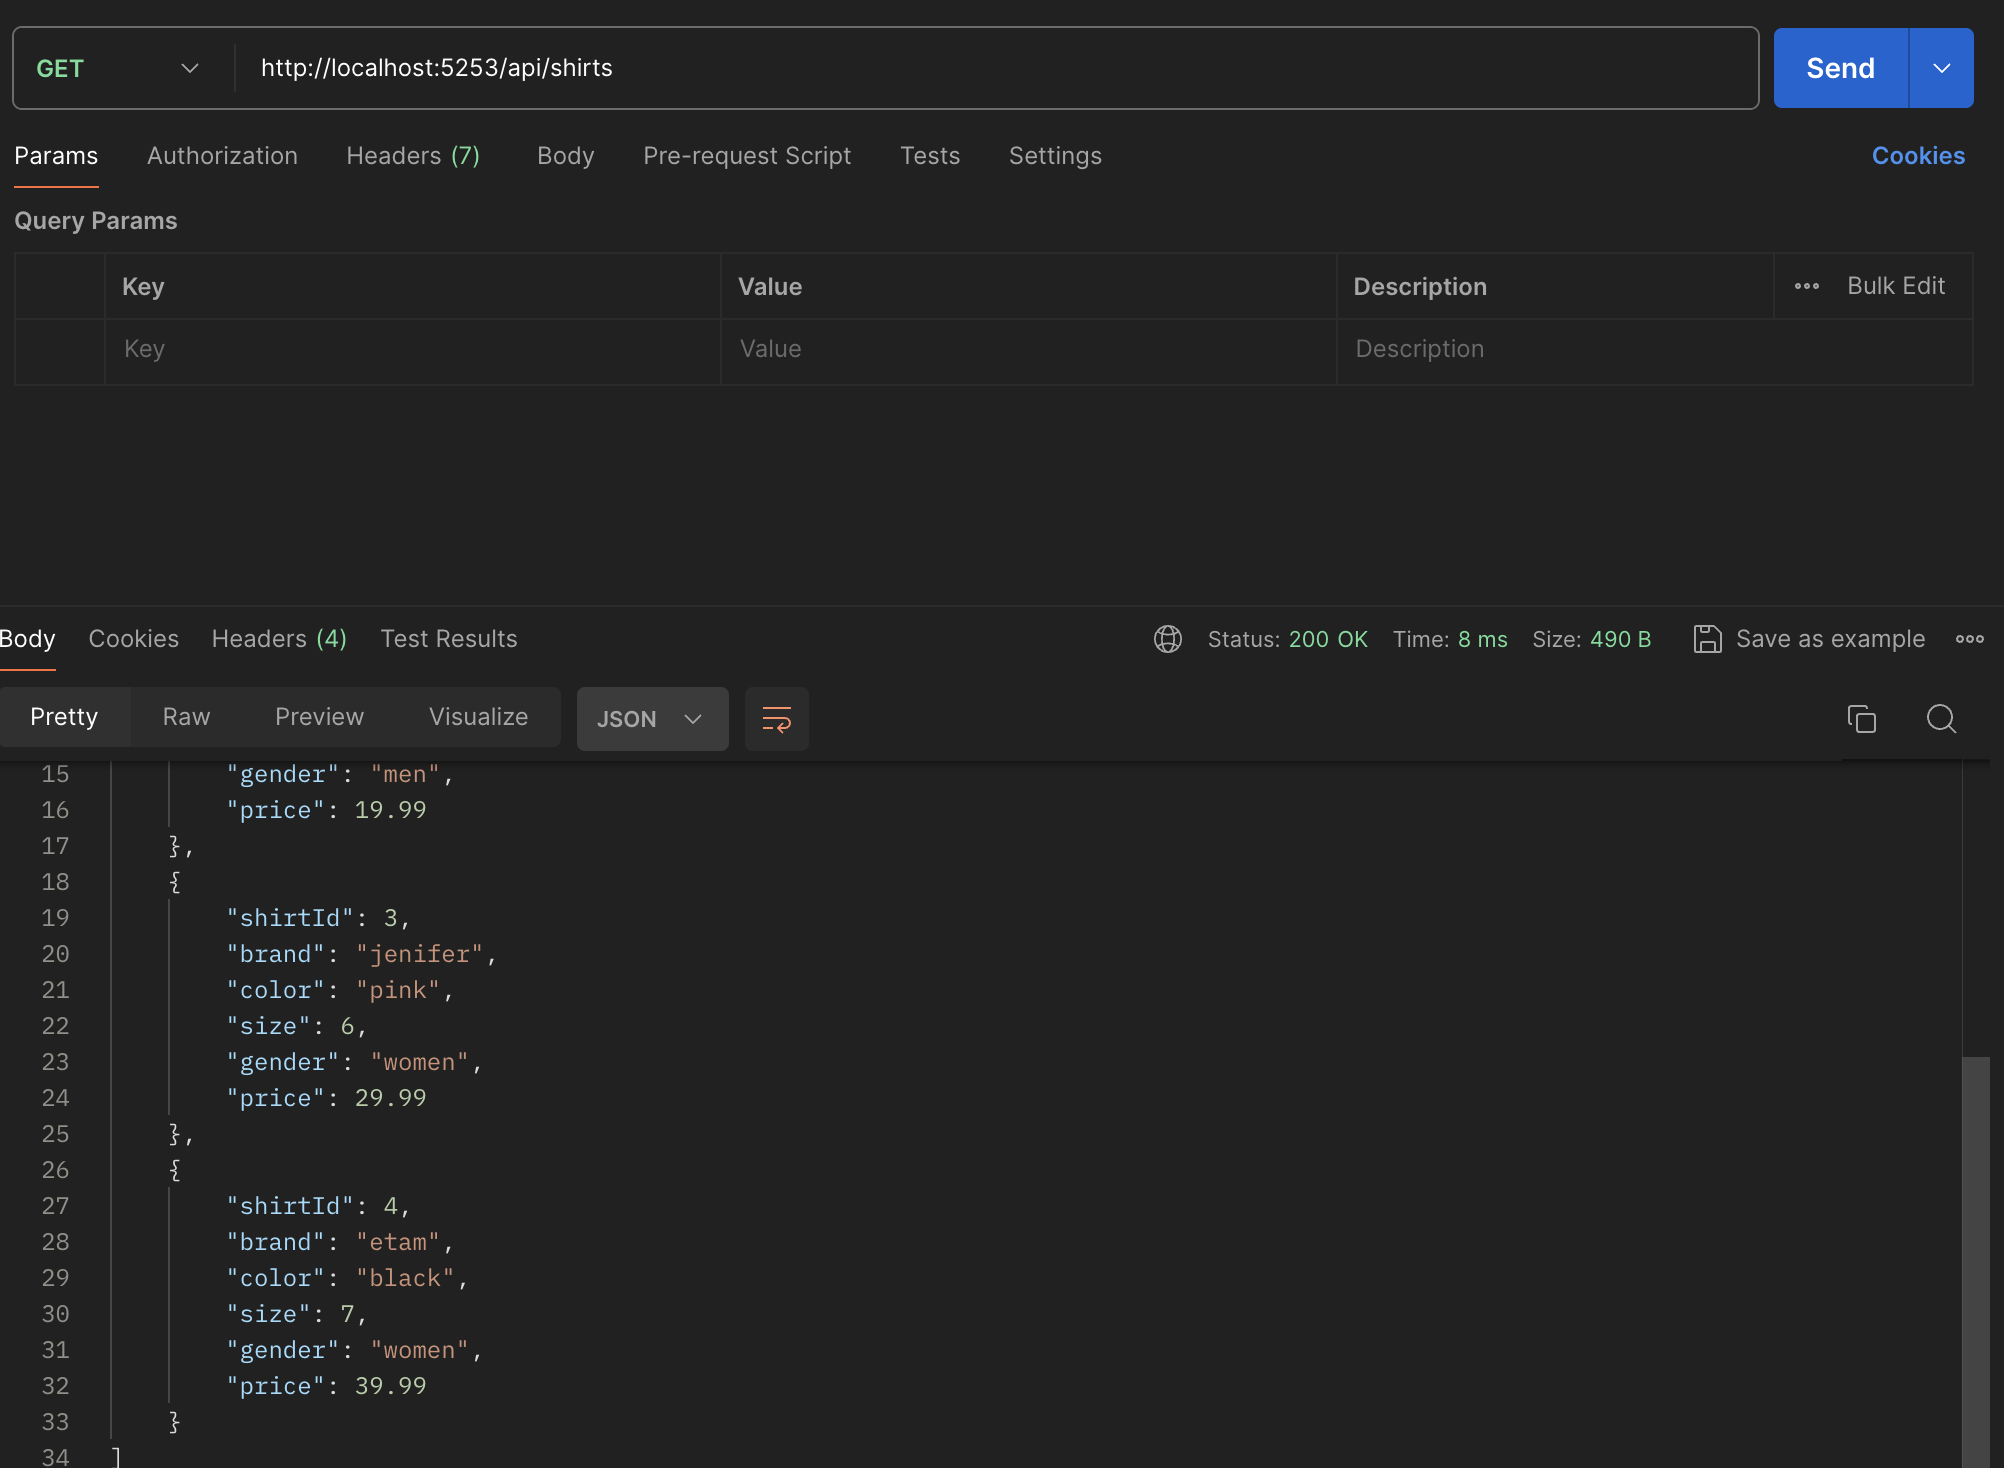 GET http://localhost:5253/api/shirts Send
Params Authorization Headers (7) Body Pre-request Script Tests Settings Cookies
Query Params
Key Value Description Bulk Edit
Key Value Description
Body Cookies Headers (4) Test Results Status: 200 OK Time: 8 ms Size: 490 B Save as example
Pretty Raw Preview Visualize JSON
15 "gender": "men",
16 "price": 19.99
17 },
18 {
19 "shirtId": 3,
20 "brand": "jenifer",
21 "color": "pink",
22 "size": 6,
23 "gender": "women",
24 "price": 29.99
25 },
26 {
27 "shirtId": 4,
28 "brand": "etam",
29 "color": "black",
30 "size": 7,
31 "gender": "women",
32 "price": 39.99
33 }
34 ]